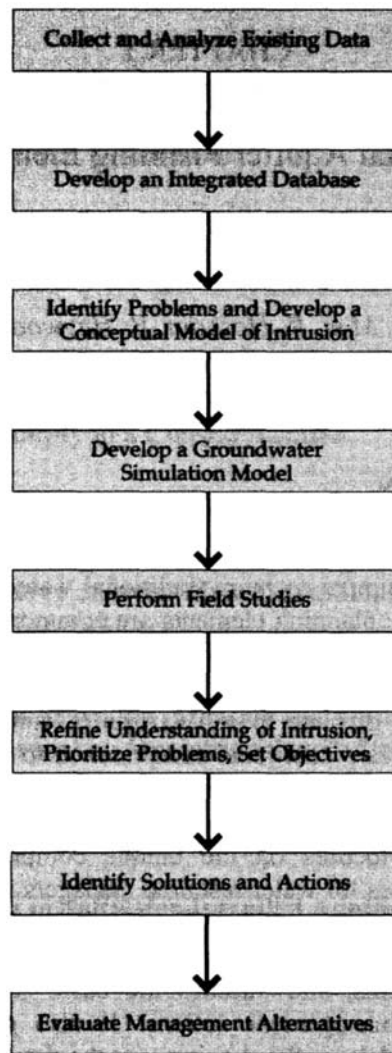 Collect and Analyze Existing Data
Develop an Integrated Database
Identify Problems and Develop a
Conceptual Model of Intrusion
Develop a Groundwater
Simulation Model
Perform Field Studies
Refine Understanding of Intrusion,
Prioritize Problems, Set Objectives
Identify Solutions and Actions
Evaluate Management Alternatives